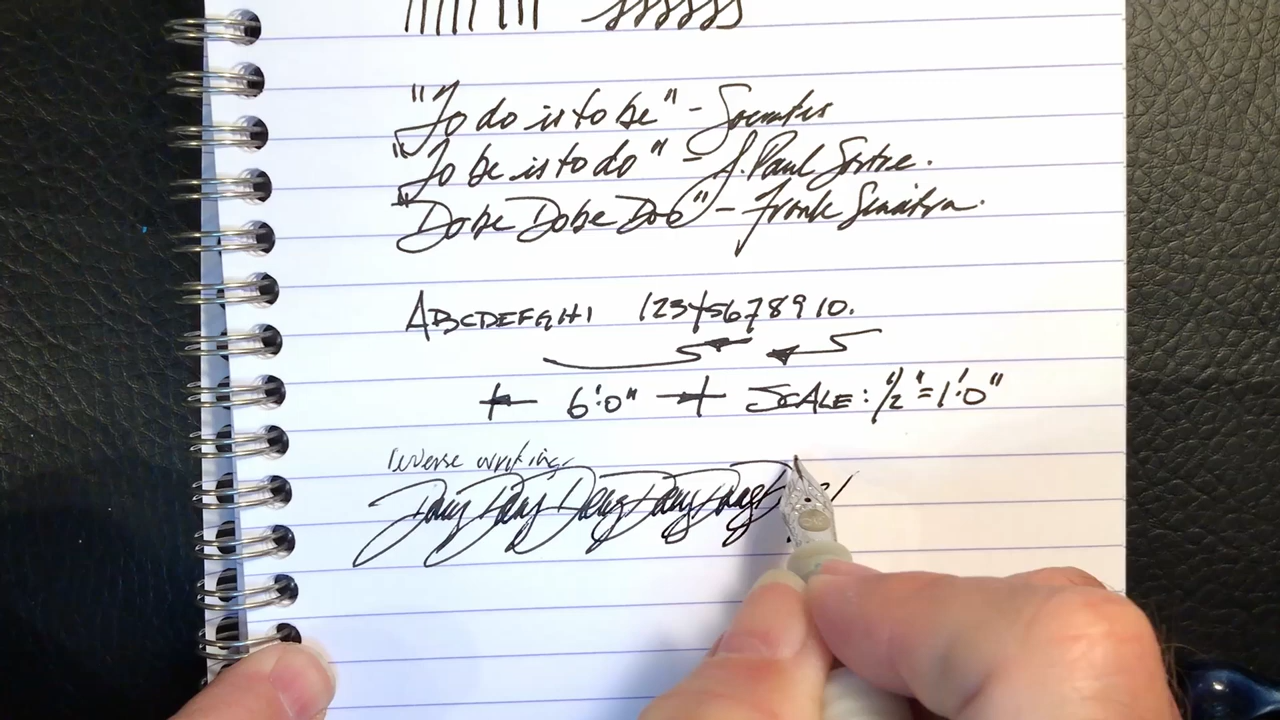 "To do is to be" - Socrates
"To be is to do" - J. Paul Sartre.
"Do be Do be Doo" - Frank Sinatra.
ABCDEFGHI 12345678910.
6'.0" SCALE: 1/2"=1'.0"
reverse writing